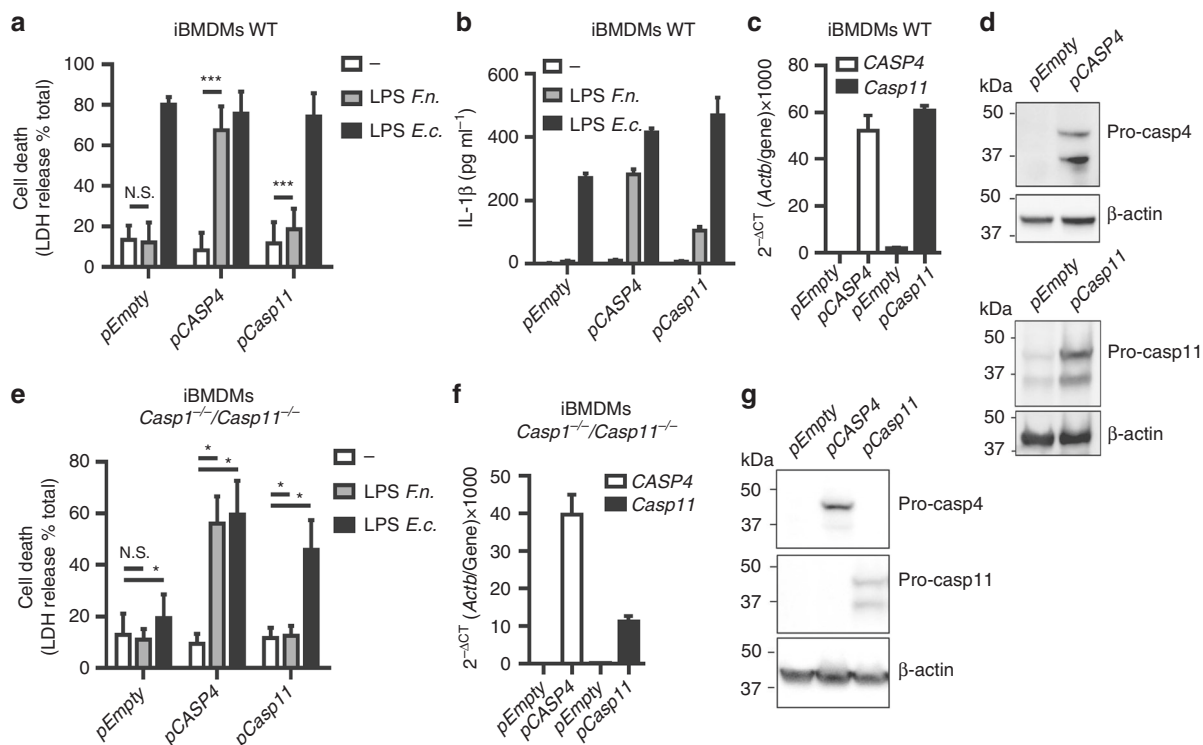 a
iBMDMs WT
Cell death
(LDH release % total)
100
80
60
40
20
0
–
LPS F.n.
LPS E.c.
N.S.
***
***
pEmpty
pCASP4
pCasp11
b
iBMDMs WT
IL-1β (pg ml⁻¹)
600
400
200
0
–
LPS F.n.
LPS E.c.
pEmpty
pCASP4
pCasp11
c
iBMDMs WT
2^−ΔCT (Actb/gene)×1000
80
60
40
20
0
CASP4
Casp11
pEmpty
pCASP4
pEmpty
pCasp11
d
pEmpty
pCASP4
kDa
50
37
Pro-casp4
50
37
β-actin
pEmpty
pCasp11
kDa
50
37
Pro-casp11
50
37
β-actin
e
iBMDMs
Casp1⁻/⁻/Casp11⁻/⁻
Cell death
(LDH release % total)
80
60
40
20
0
–
LPS F.n.
LPS E.c.
N.S.
*
*
*
*
*
pEmpty
pCASP4
pCasp11
f
iBMDMs
Casp1⁻/⁻/Casp11⁻/⁻
2^−ΔCT (Actb/Gene)×1000
50
40
30
20
10
0
CASP4
Casp11
pEmpty
pCASP4
pEmpty
pCasp11
g
pEmpty
pCASP4
pCasp11
kDa
50
37
Pro-casp4
50
37
Pro-casp11
50
37
β-actin